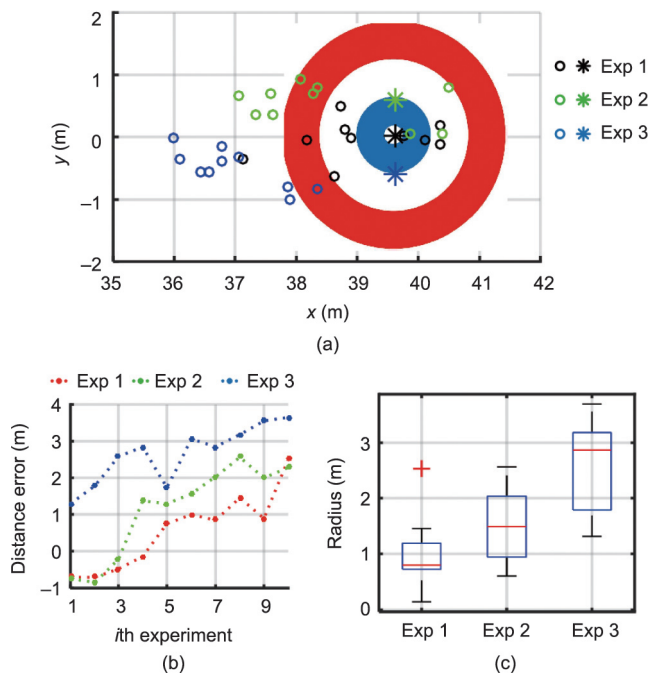 2
1
0
–1
–2
y (m)
35 36 37 38 39 40 41 42
x (m)
Exp 1
Exp 2
Exp 3
(a)
Exp 1 Exp 2 Exp 3
4
3
2
1
0
–1
Distance error (m)
1 3 5 7 9
ith experiment
(b)
3
2
1
0
Radius (m)
Exp 1 Exp 2 Exp 3
(c)